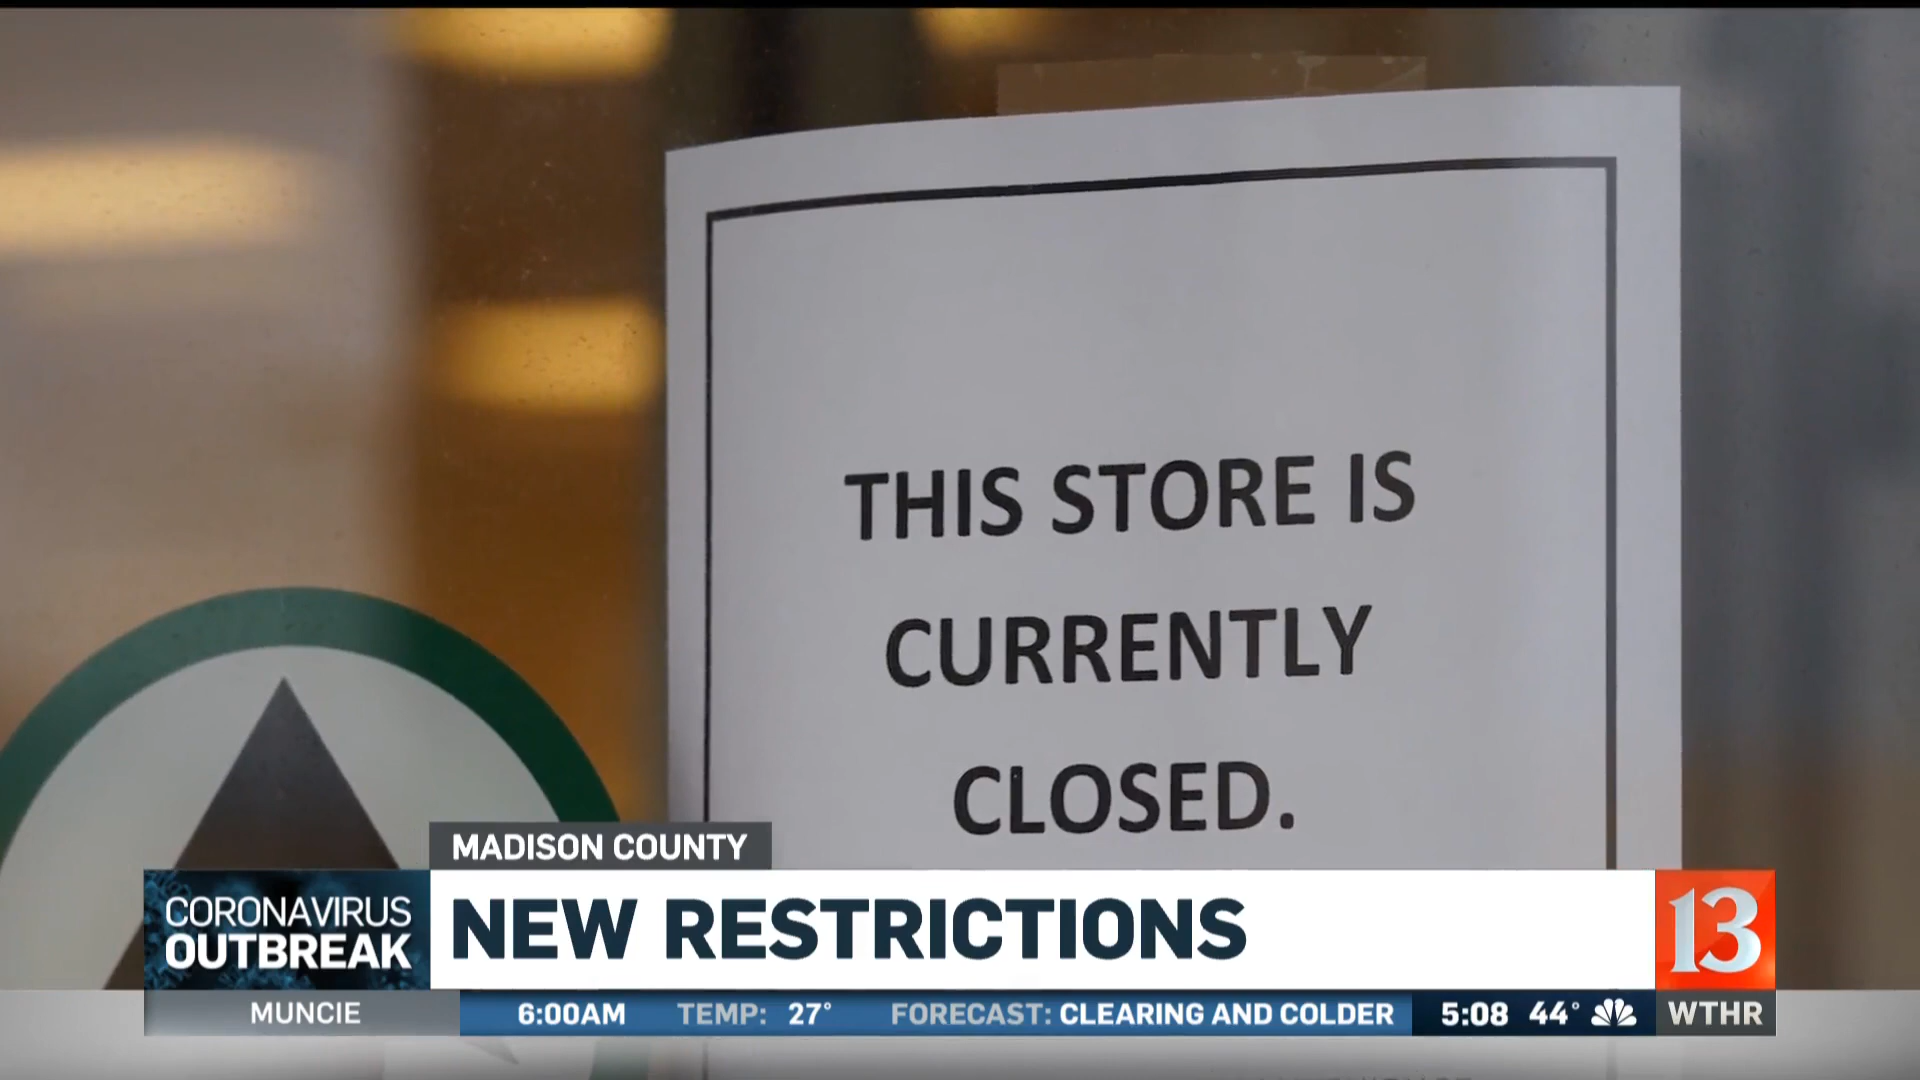 THIS STORE IS
CURRENTLY
CLOSED.
MADISON COUNTY
CORONAVIRUS
OUTBREAK
NEW RESTRICTIONS
13
MUNCIE
6:00AM TEMP: 27° FORECAST: CLEARING AND COLDER
5:08 44° WTHR